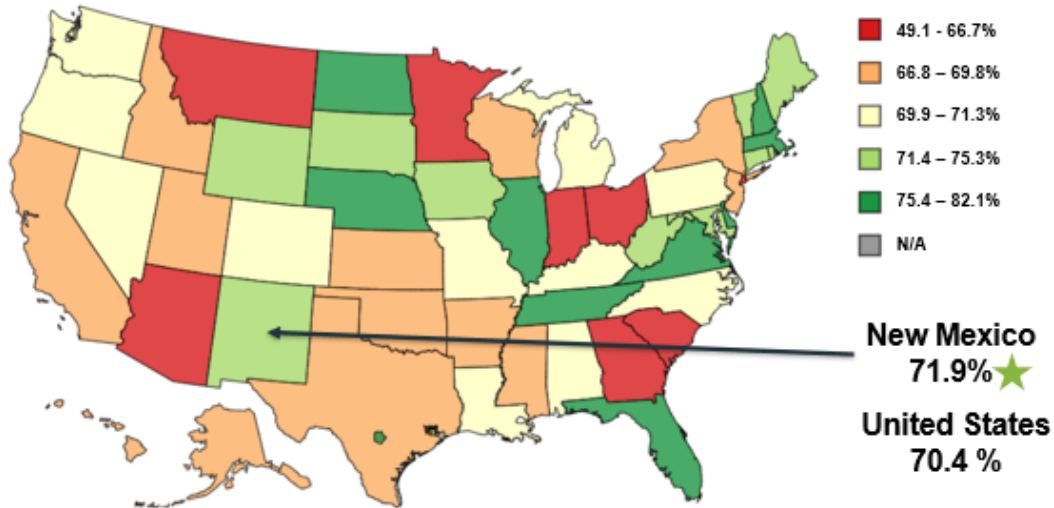 49.1 - 66.7%
66.8 – 69.8%
69.9 – 71.3%
71.4 – 75.3%
75.4 – 82.1%
N/A
New Mexico
71.9%
United States
70.4 %